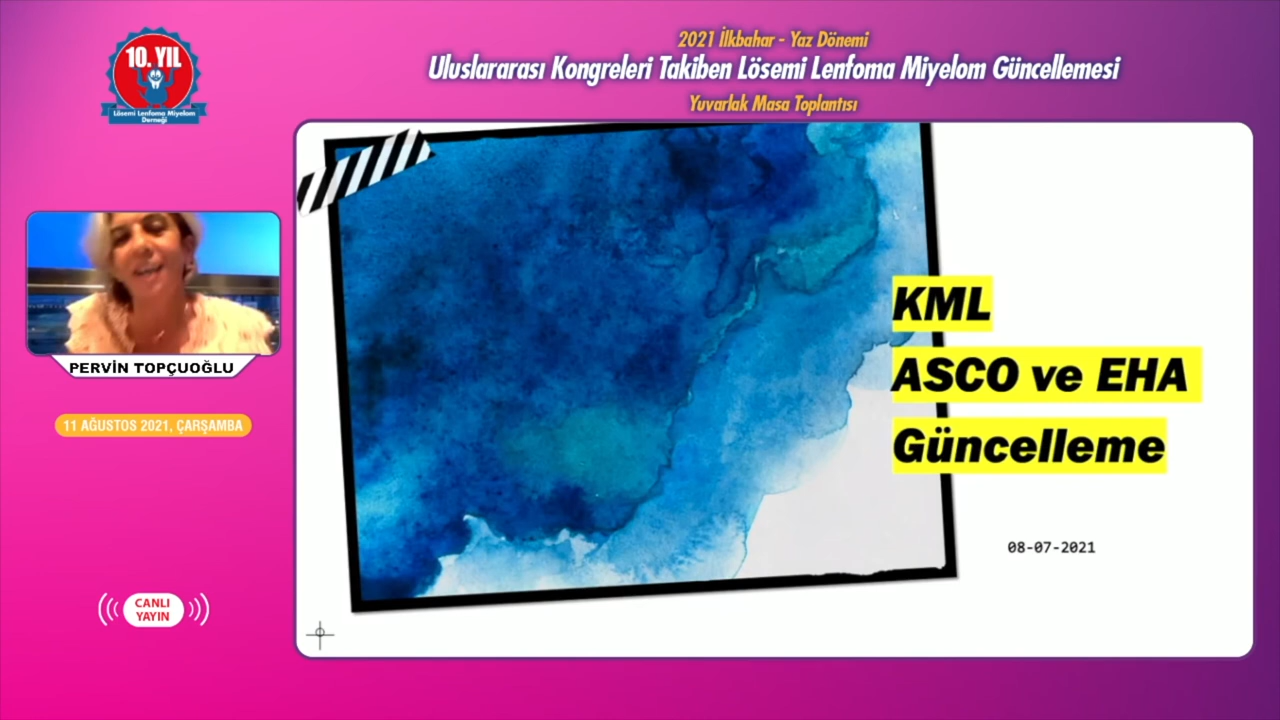 10. YIL
Lösemi Lenfoma Miyelom
Derneği
2021 İlkbahar - Yaz Dönemi
Uluslararası Kongreleri Takiben Lösemi Lenfoma Miyelom Güncellemesi
Yuvarlak Masa Toplantısı
PERVİN TOPÇUOĞLU
11 AĞUSTOS 2021, ÇARŞAMBA
CANLI
YAYIN
KML
ASCO ve EHA
Güncelleme
08-07-2021